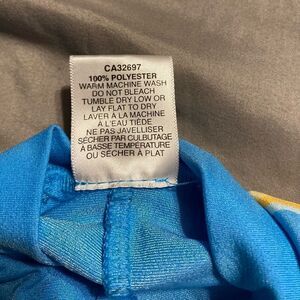 CA32697
100% POLYESTER
WARM MACHINE WASH
DO NOT BLEACH
TUMBLE DRY LOW OR
LAY FLAT TO DRY
LAVER À LA MACHINE
À L'EAU TIÈDE
NE PAS JAVELLISER
SÉCHER PAR CULBUTAGE
A BASSE TEMPÉRATURE
OU SÉCHER À PLAT